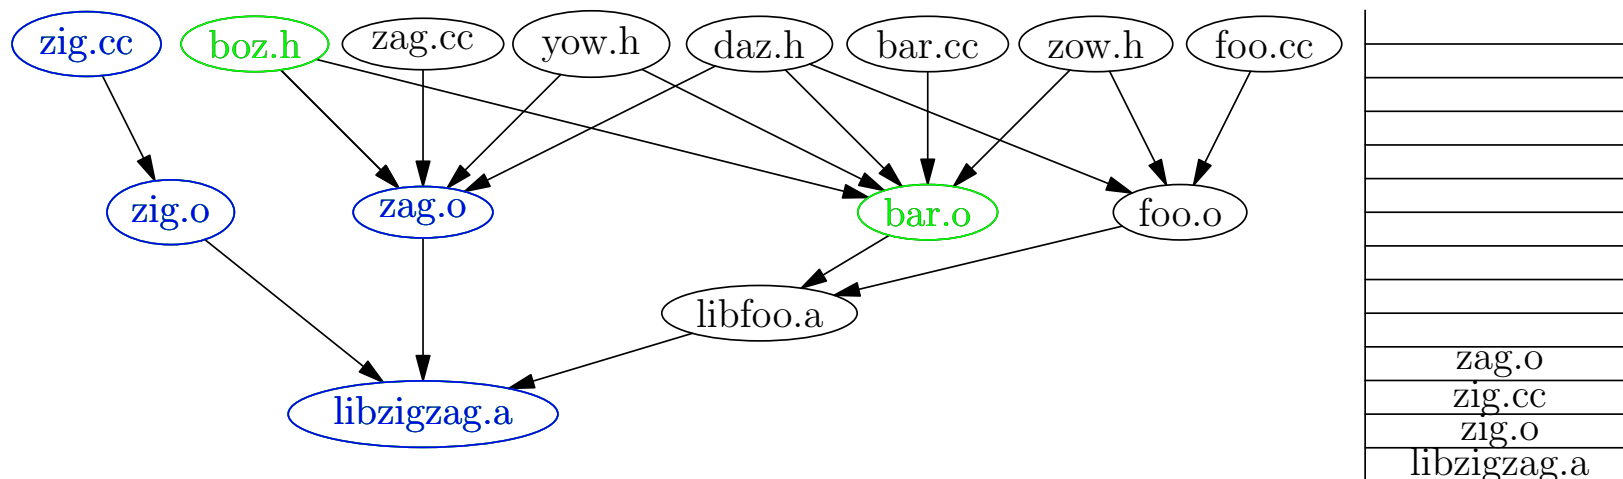 zig.cc boz.h zag.cc yow.h daz.h bar.cc zow.h foo.cc
zig.o zag.o bar.o foo.o
libfoo.a
libzigzag.a
zag.o
zig.cc
zig.o
libzigzag.a